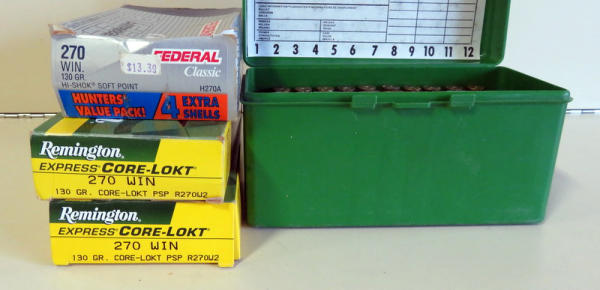 270
WIN.
130 GR.
HI-SHOK® SOFT POINT
$13.39
FEDERAL
Classic
H270A
HUNTERS'
VALUE PACK!
4 EXTRA
SHELLS
Remington®
EXPRESS® CORE-LOKT®
270 WIN
130 GR. CORE-LOKT PSP R270W2
Remington®
EXPRESS® CORE-LOKT®
270 WIN
130 GR. CORE-LOKT PSP R270W2
1 2 3 4 5 6 7 8 9 10 11 12